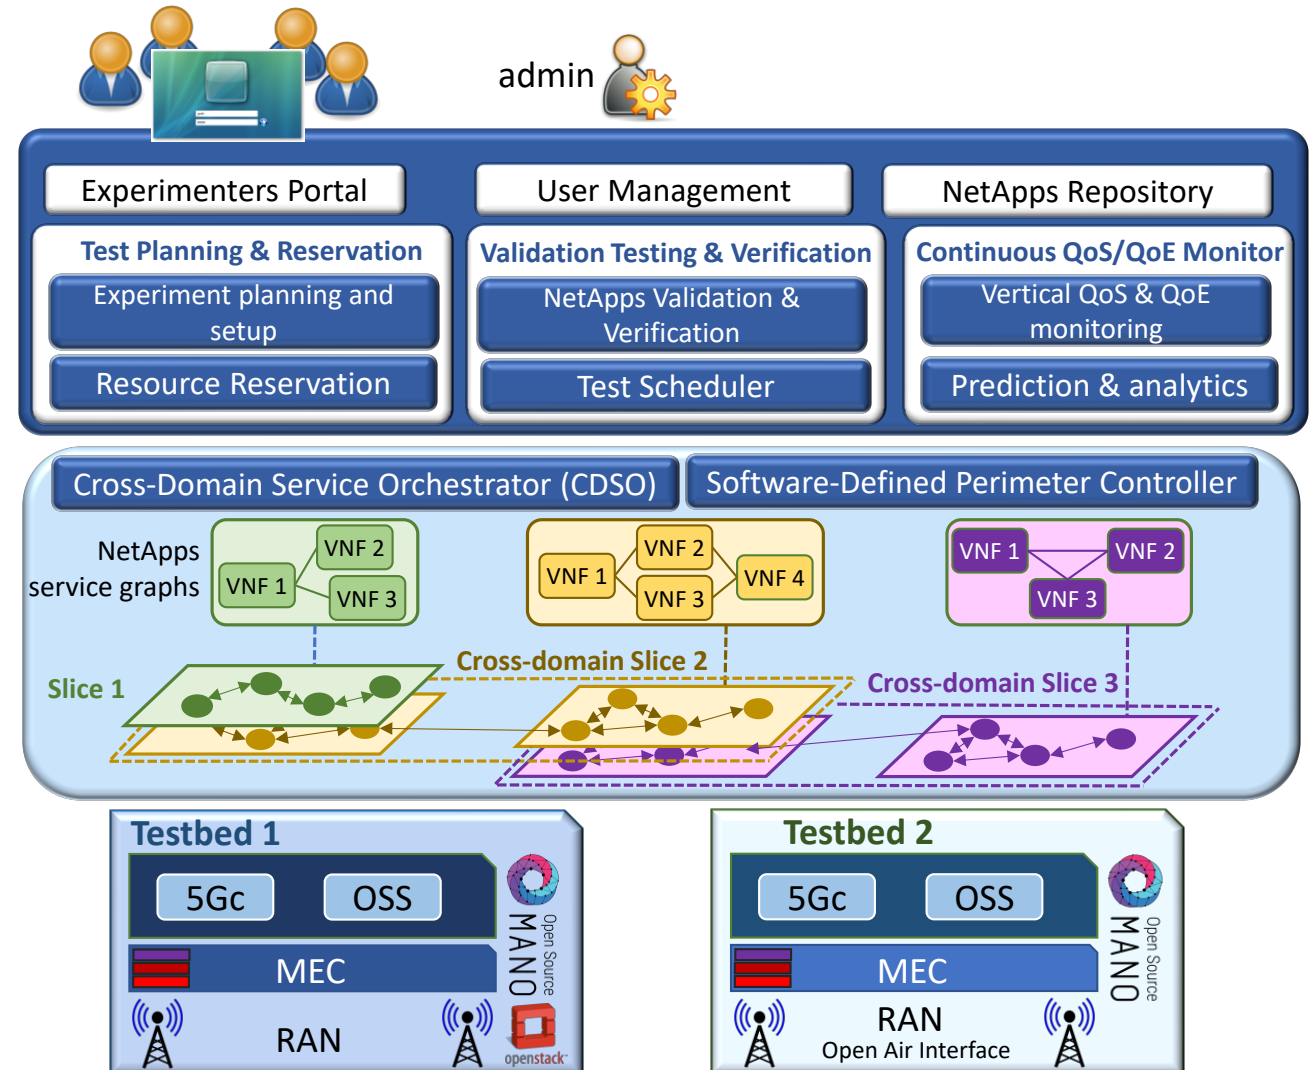 admin
Experimenters Portal
User Management
NetApps Repository
Test Planning & Reservation
Experiment planning and
setup
Resource Reservation
Validation Testing & Verification
NetApps Validation &
Verification
Test Scheduler
Continuous QoS/QoE Monitor
Vertical QoS & QoE
monitoring
Prediction & analytics
Cross-Domain Service Orchestrator (CDSO)
Software-Defined Perimeter Controller
NetApps
service graphs
VNF 1
VNF 2
VNF 3
VNF 1
VNF 2
VNF 3
VNF 4
VNF 1
VNF 2
VNF 3
Slice 1
Cross-domain Slice 2
Cross-domain Slice 3
Testbed 1
5Gc
OSS
MEC
RAN
Open Source
MANO
openstack
Testbed 2
5Gc
OSS
MEC
RAN
Open Air Interface
Open Source
MANO